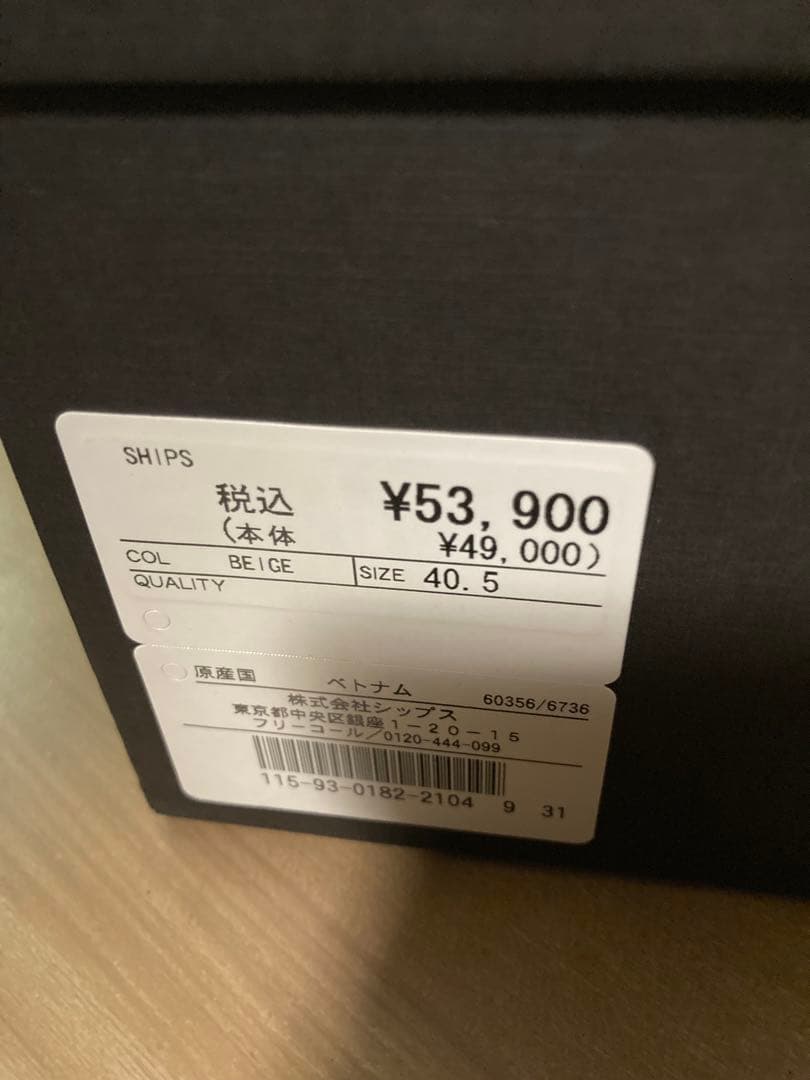 SHIPS
税込 ¥53,900
(本体 ¥49,000)
COL BEIGE SIZE 40.5
QUALITY
原産国 ベトナム 60356/6736
株式会社シップス
東京都中央区銀座1-20-15
フリーコール/0120-444-099
115-93-0182-2104 9 31